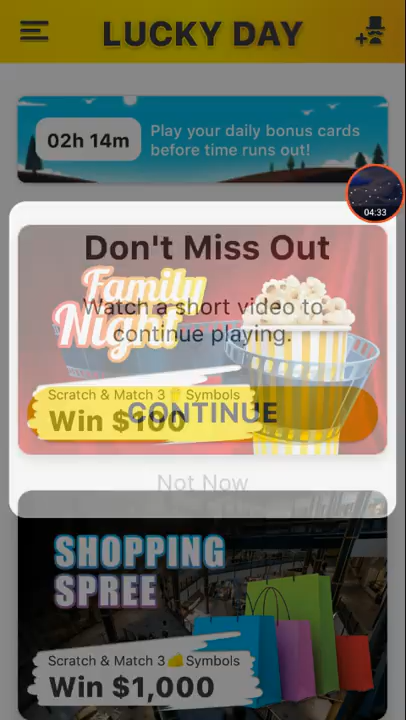 LUCKY DAY
02h 14m
Play your daily bonus cards
before time runs out!
04:33
Don't Miss Out
Family
Night
Watch a short video to
continue playing.
Scratch & Match 3 Symbols
Win $100
CONTINUE
Not Now
SHOPPING
SPREE
Scratch & Match 3 Symbols
Win $1,000